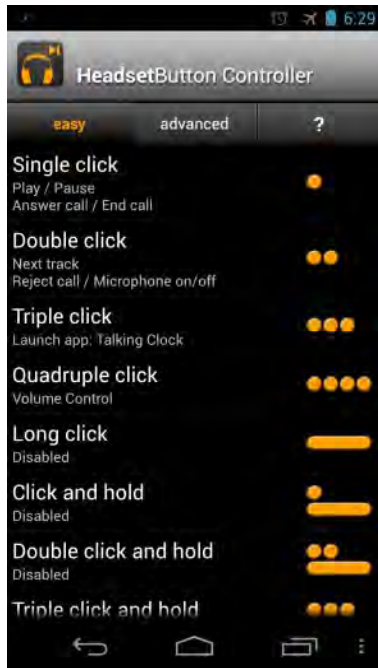 6:29
HeadsetButton Controller
easy advanced ?
Single click
Play / Pause
Answer call / End call
Double click
Next track
Reject call / Microphone on/off
Triple click
Launch app: Talking Clock
Quadruple click
Volume Control
Long click
Disabled
Click and hold
Disabled
Double click and hold
Disabled
Triple click and hold